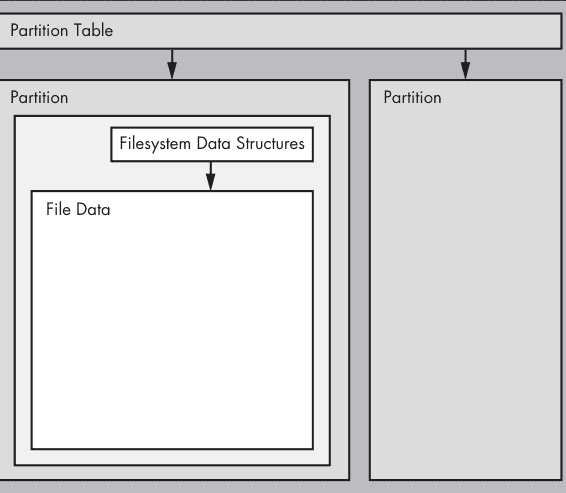 Partition Table
Partition
Partition
Filesystem Data Structures
File Data